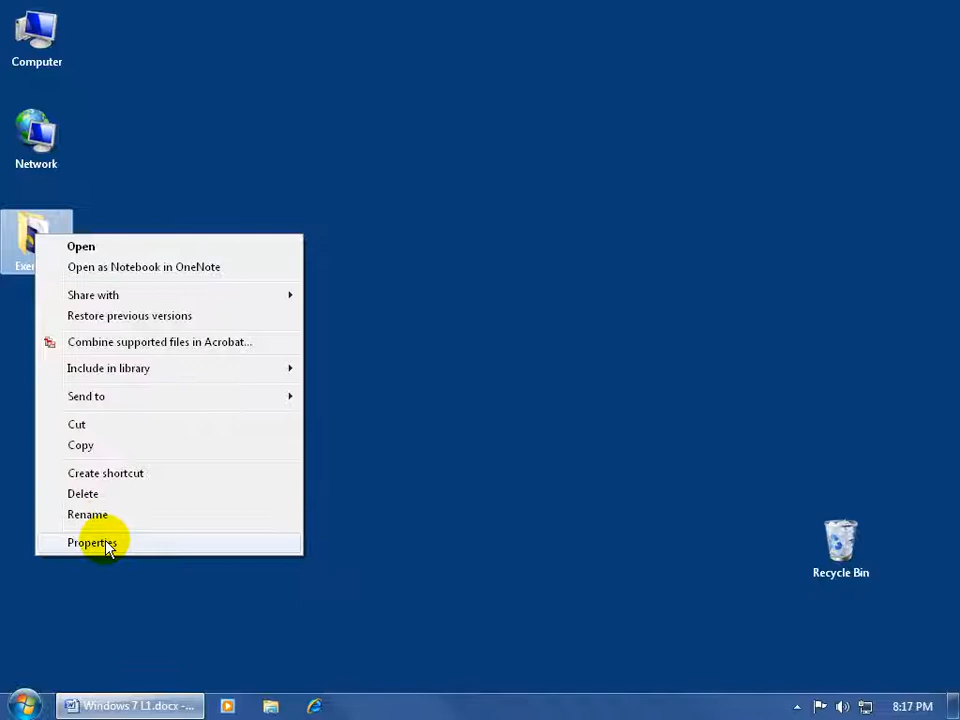 Computer
Network
Open
Open as Notebook in OneNote
Share with
Restore previous versions
Combine supported files in Acrobat...
Include in library
Send to
Cut
Copy
Create shortcut
Delete
Rename
Properties
Recycle Bin
Windows 7 L1.docx -...
8:17 PM